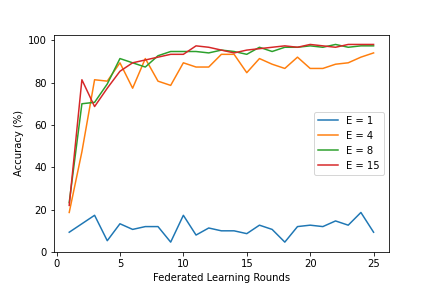 100
80
60
40
20
0
Accuracy (%)
E = 1
E = 4
E = 8
E = 15
0 5 10 15 20 25
Federated Learning Rounds